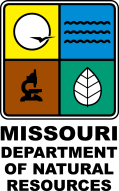 MISSOURI
DEPARTMENT
OF NATURAL
RESOURCES